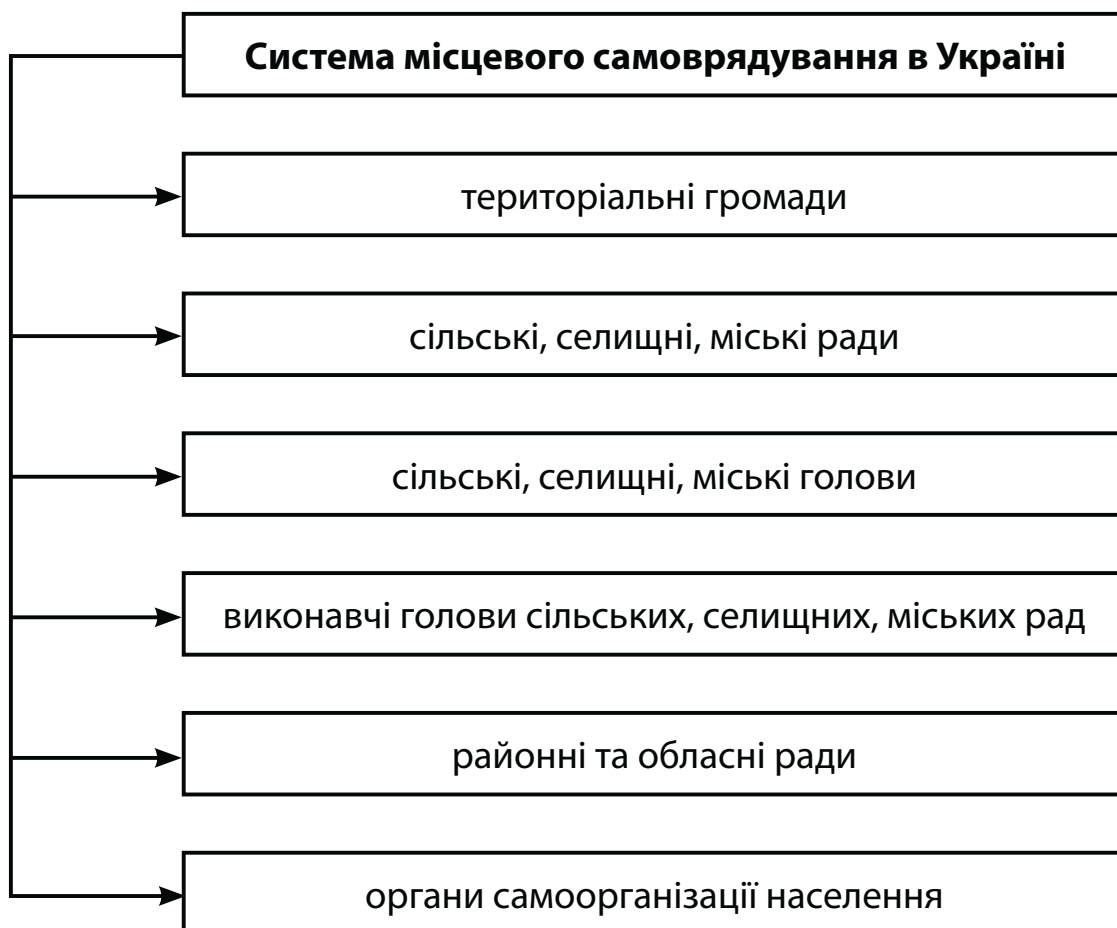 Система місцевого самоврядування в Україні
територіальні громади
сільські, селищні, міські ради
сільські, селищні, міські голови
виконавчі голови сільських, селищних, міських рад
районні та обласні ради
органи самоорганізації населення